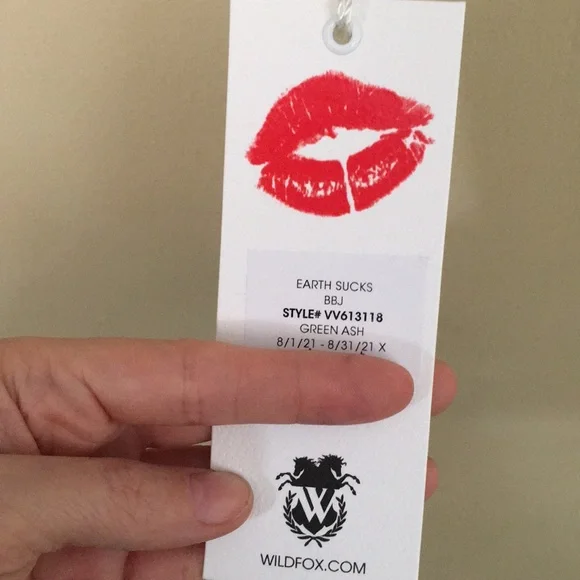 EARTH SUCKS
BBJ
STYLE# VV613118
GREEN ASH
8/1/21 - 8/31/21 X
W
WILDFOX.COM